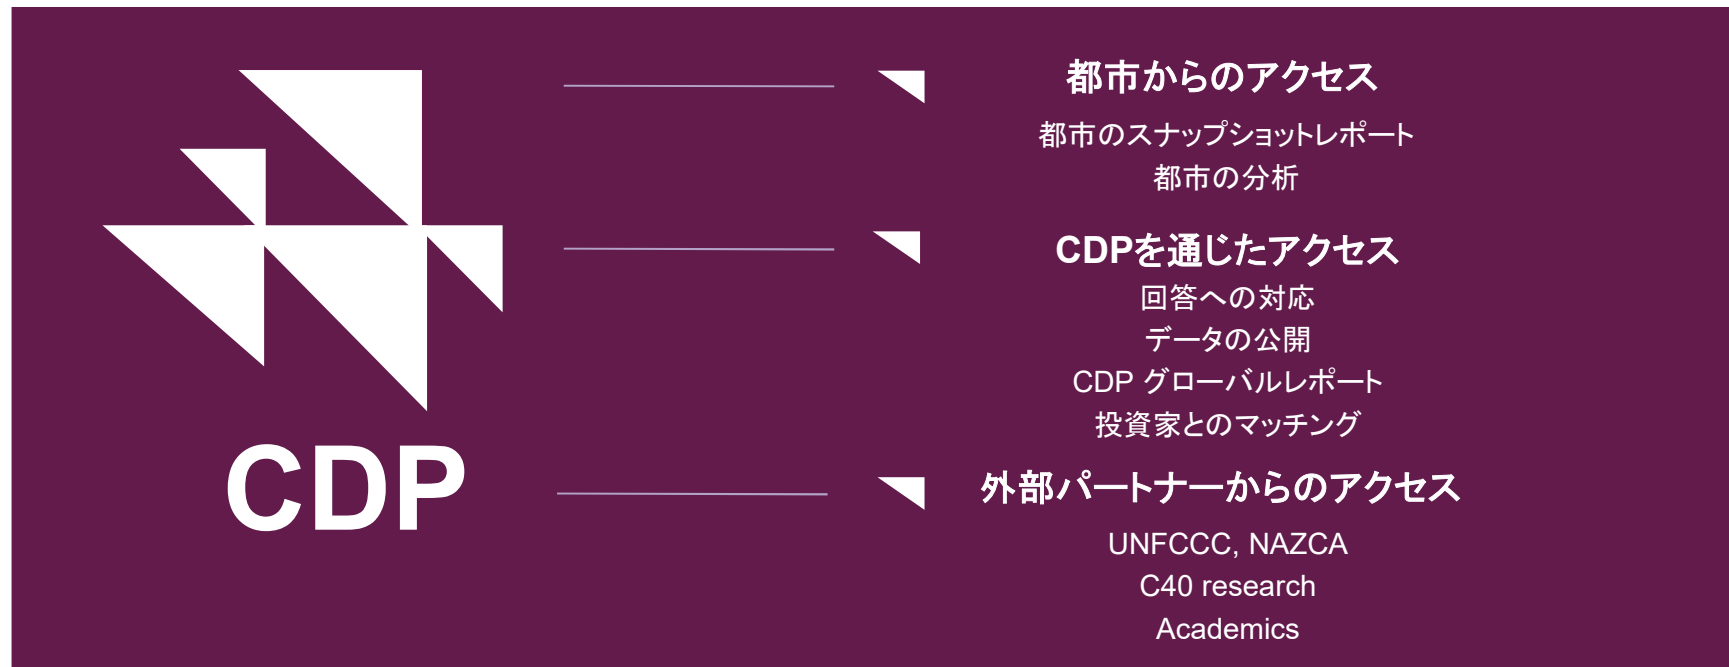 CDP
都市からのアクセス
都市のスナップショットレポート
都市の分析
CDPを通じたアクセス
回答への対応
データの公開
CDP グローバルレポート
投資家とのマッチング
外部パートナーからのアクセス
UNFCCC, NAZCA
C40 research
Academics